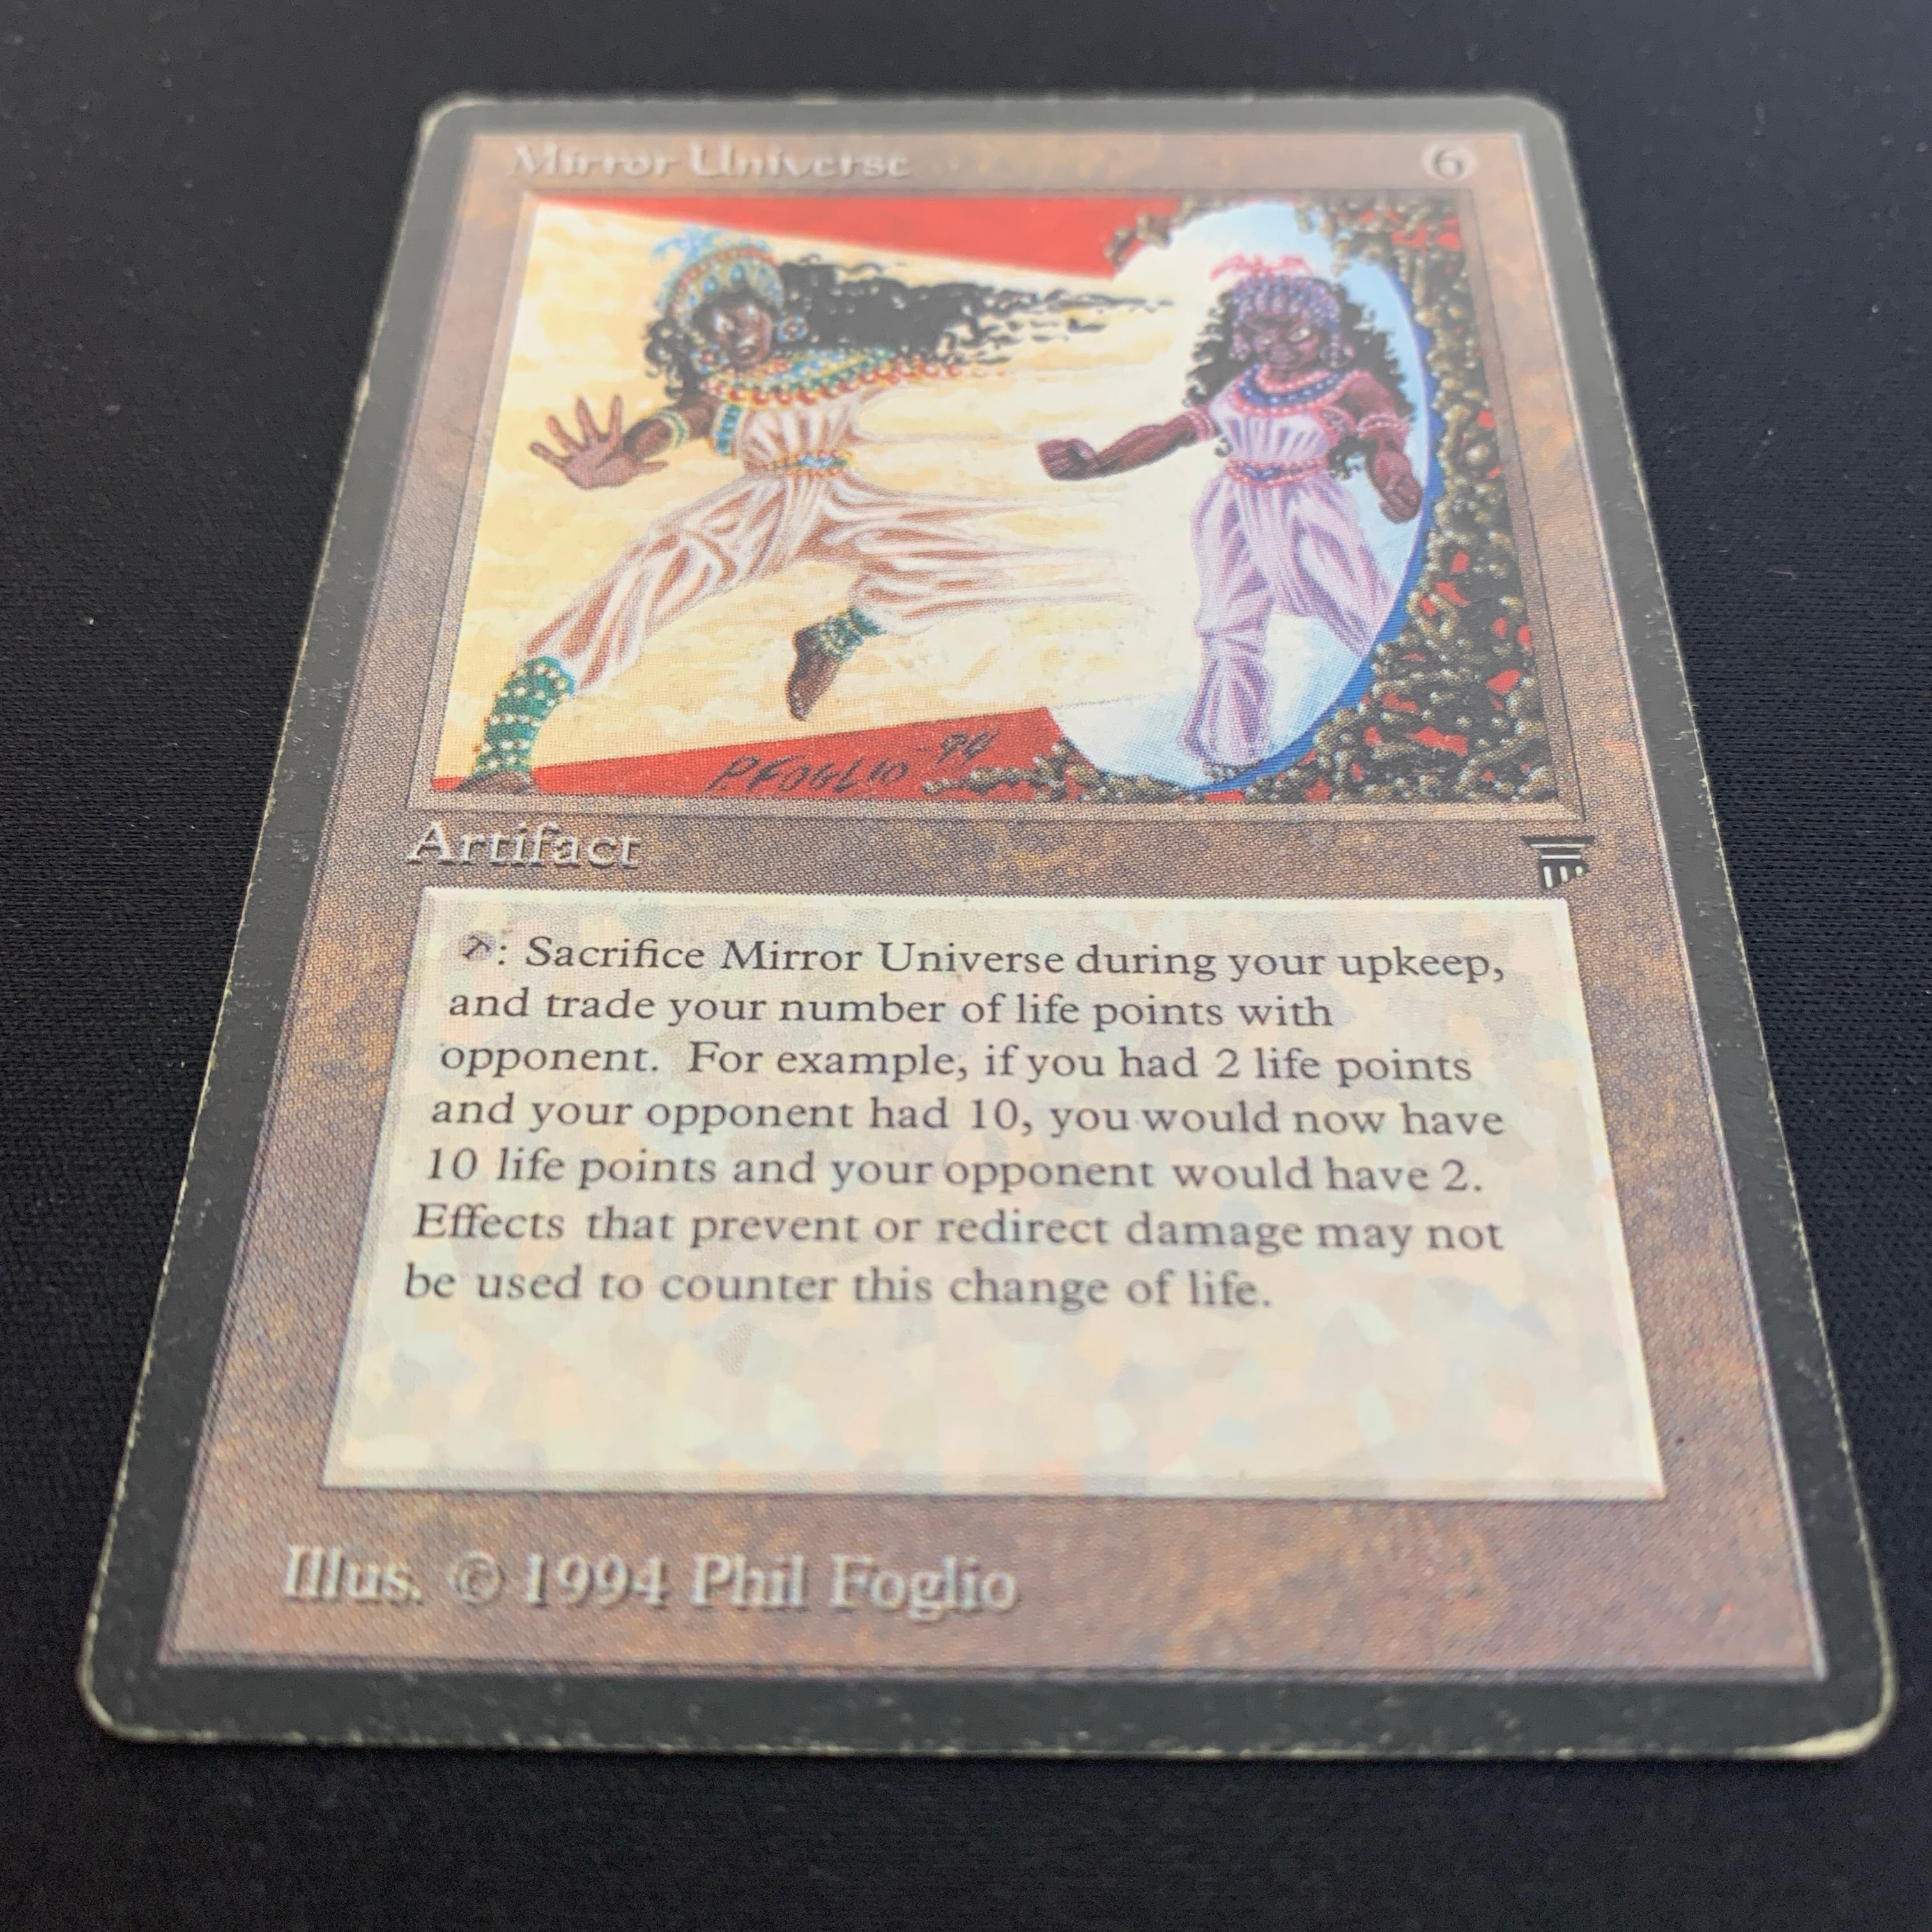 Mirror Universe 6
P.FOGLIO -94
Artifact
T: Sacrifice Mirror Universe during your upkeep,
and trade your number of life points with
opponent. For example, if you had 2 life points
and your opponent had 10, you would now have
10 life points and your opponent would have 2.
Effects that prevent or redirect damage may not
be used to counter this change of life.
Illus. © 1994 Phil Foglio